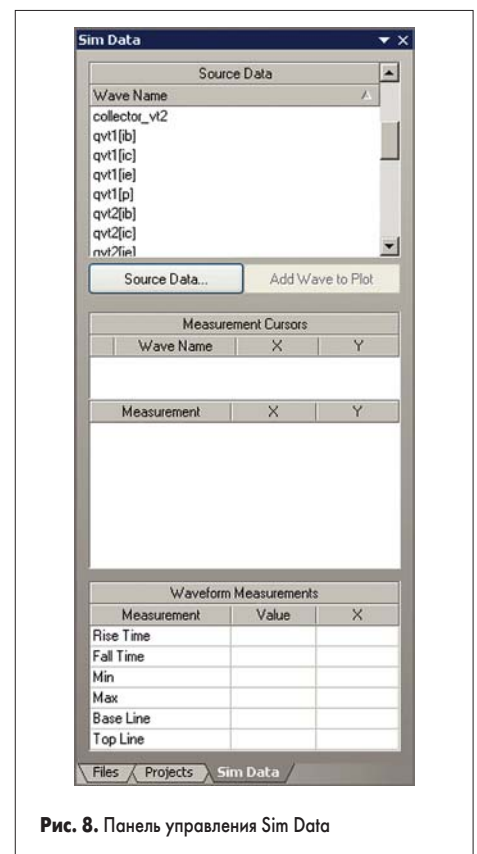 Sim Data
Source Data
Wave Name
collector_vt2
qvt1[ib]
qvt1[ic]
qvt1[ie]
qvt1[p]
qvt2[ib]
qvt2[ic]
qvt2[ie]
Source Data... Add Wave to Plot
Measurement Cursors
Wave Name X Y
Measurement X Y
Waveform Measurements
Measurement Value X
Rise Time
Fall Time
Min
Max
Base Line
Top Line
Files Projects Sim Data
Рис. 8. Панель управления Sim Data